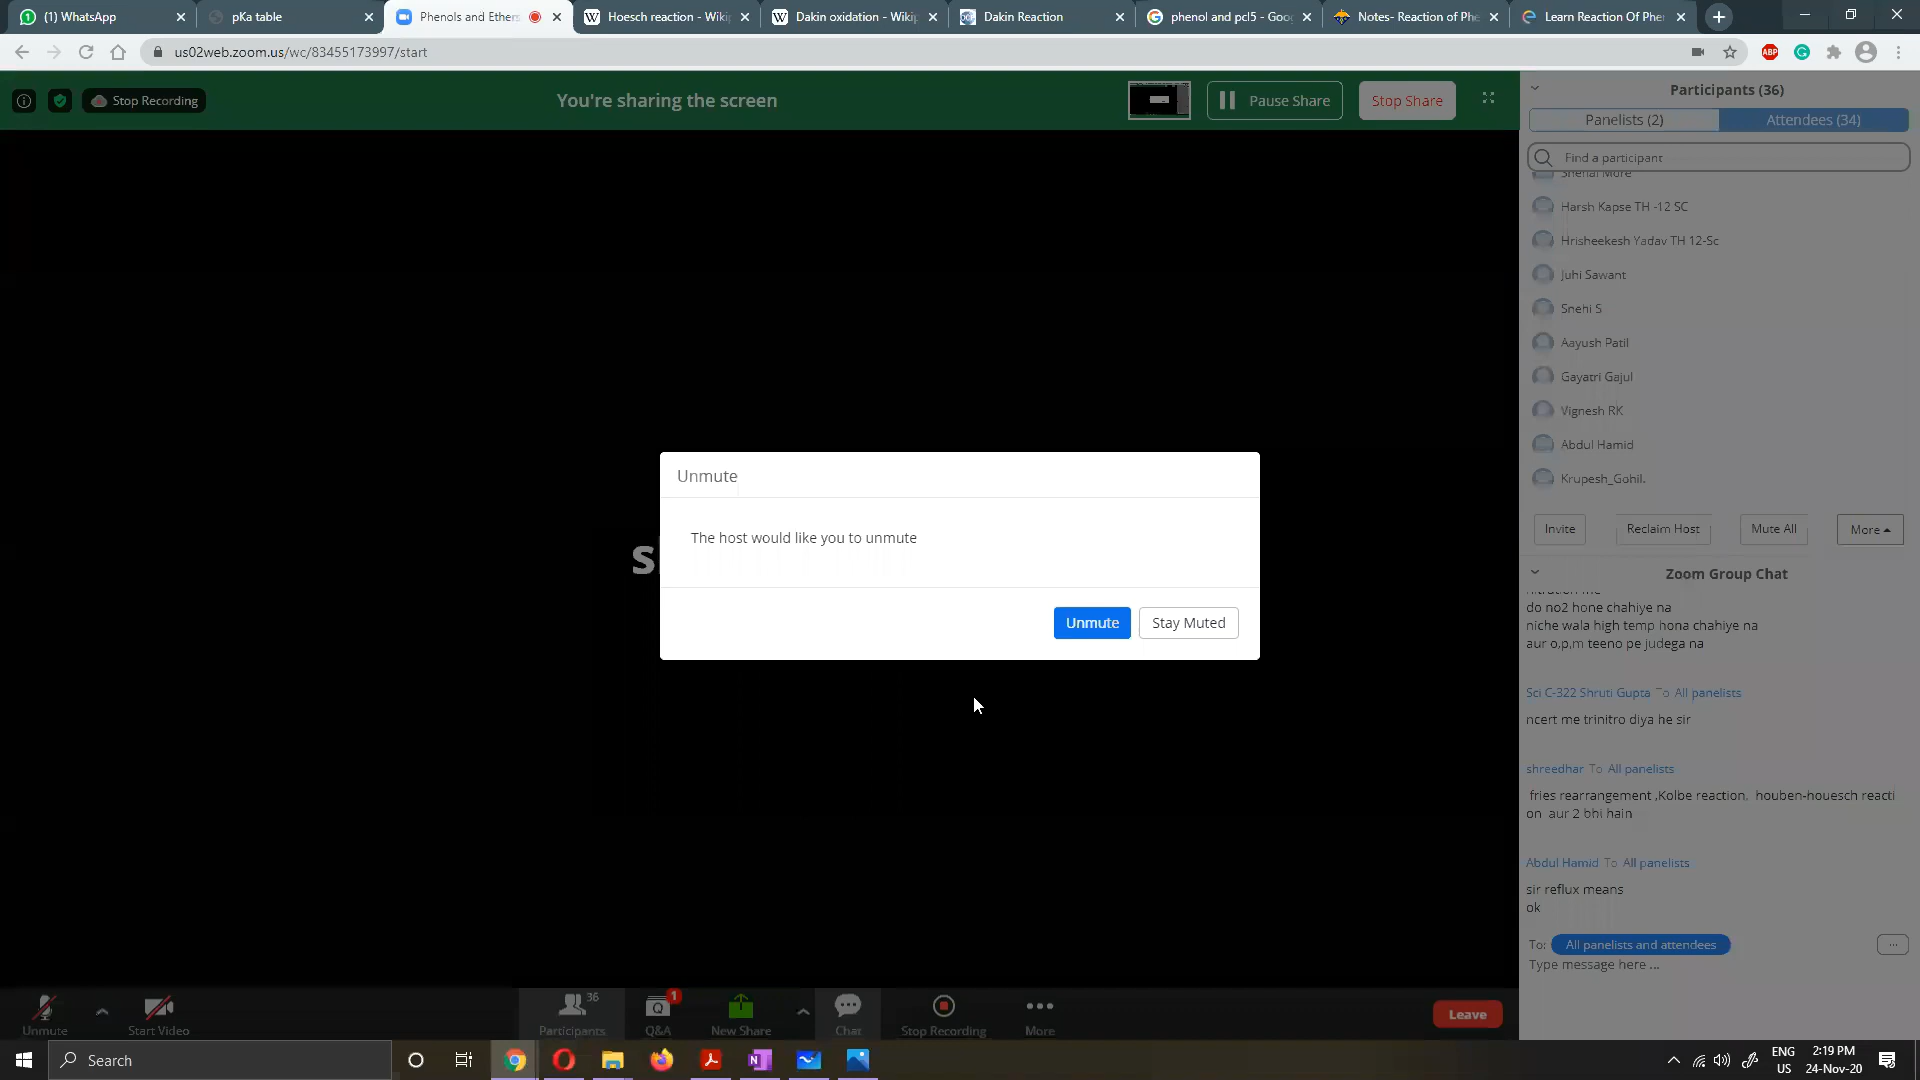 (1) WhatsApp
pKa table
Phenols and Ethers
Hoesch reaction - Wiki
Dakin oxidation - Wikip
Dakin Reaction
phenol and pcl5 - Goo
Notes- Reaction of Phe
Learn Reaction Of Phe
us02web.zoom.us/wc/83455173997/start
ABP
Stop Recording
You're sharing the screen
Pause Share
Stop Share
Participants (36)
Panelists (2)
Attendees (34)
Find a participant
Harsh Kapse TH -12 SC
Hrisheekesh Yadav TH 12-Sc
Juhi Sawant
Snehi S
Aayush Patil
Gayatri Gajul
Vignesh RK
Abdul Hamid
Krupesh_Gohil.
Invite
Reclaim Host
Mute All
More
Unmute
The host would like you to unmute
Unmute
Stay Muted
Zoom Group Chat
do no2 hone chahiye na
niche wala high temp hona chahiye na
aur o,p,m teeno pe judega na
Sci C-322 Shruti Gupta To All panelists
ncert me trinitro diya he sir
shreedhar To All panelists
fries rearrangement ,Kolbe reaction, houben-houesch reacti
on aur 2 bhi hain
Abdul Hamid To All panelists
sir reflux means
ok
To: All panelists and attendees
...
Type message here ...
Unmute
Start Video
36
Participants
1
Q&A
New Share
Chat
Stop Recording
More
Leave
Search
ENG
US
2:19 PM
24-Nov-20